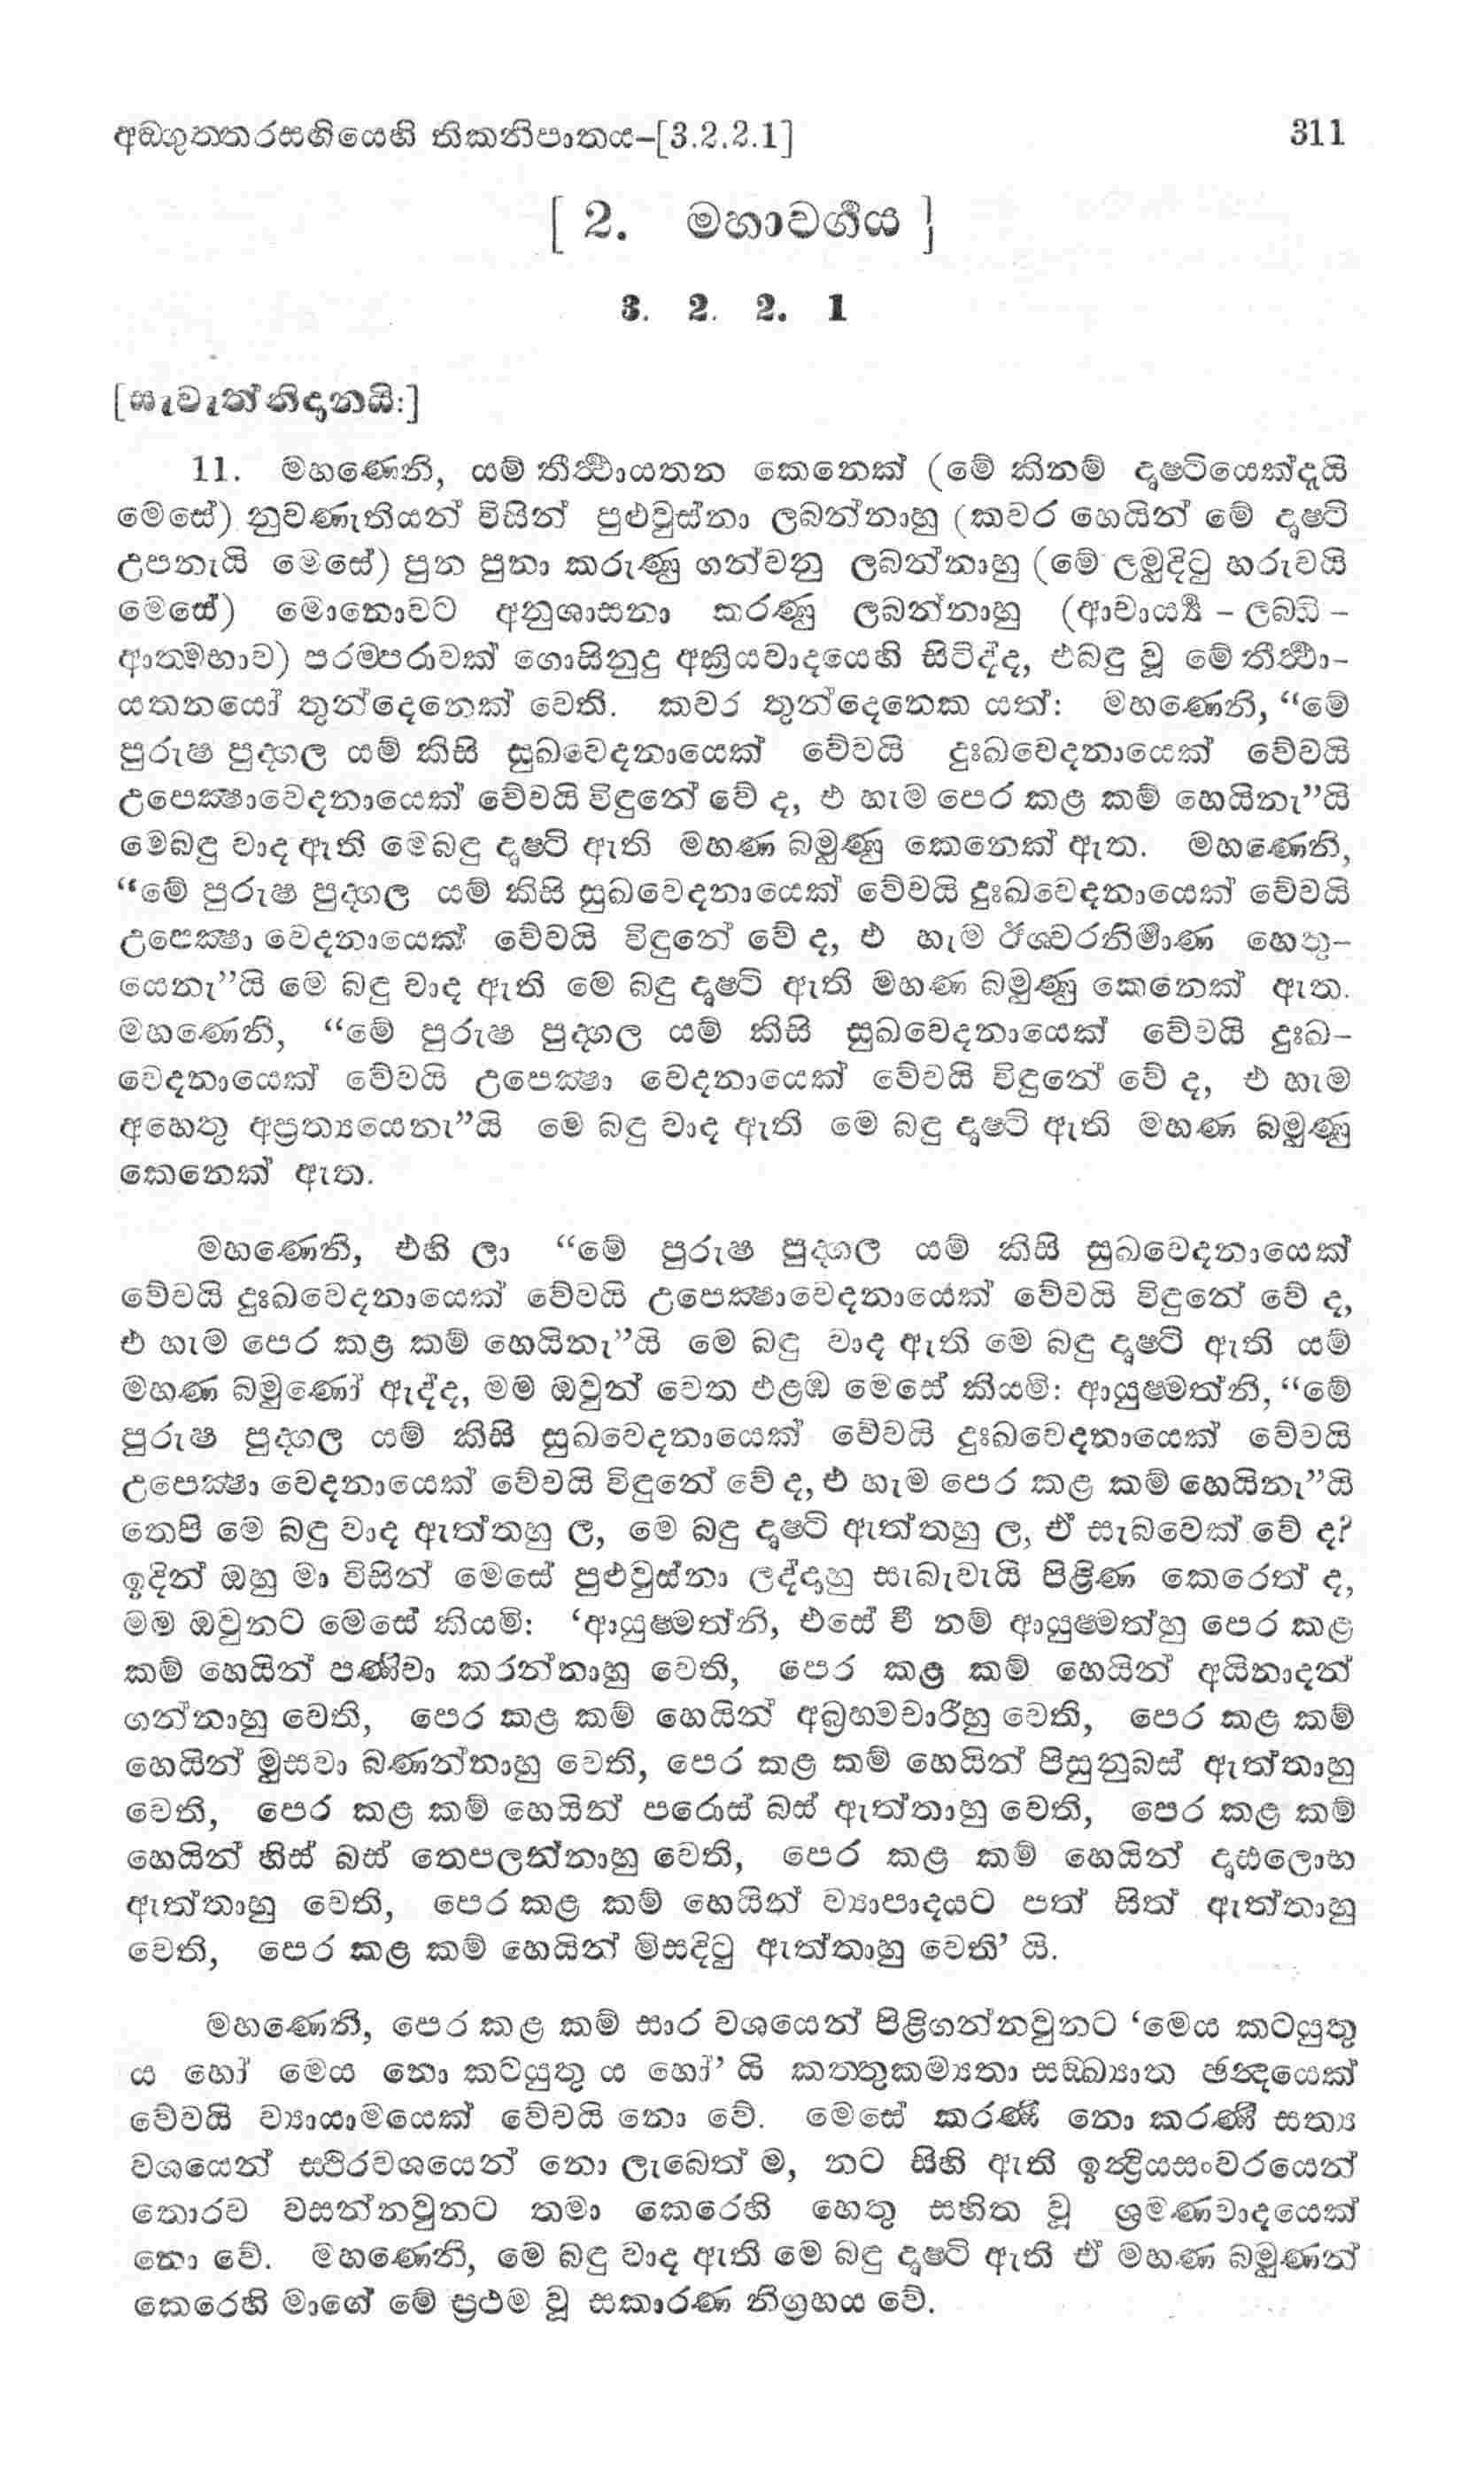 අඞගුත්තරසඟියෙහි තිකනිපාතය-[3.2.2.1] 311
[ 2. මහාවර්ගය ]
3. 2. 2. 1
[සැවැත්නිදනයි:]
11. මහණෙනි, යම් තීර්‍ත්‍ථායතන කෙනෙක් (මේ කිනම් දෘෂ්ටියෙක්දැයි
මෙසේ) නුවණැතියන් විසින් පුළුවුස්නා ලබන්නාහු (කවර හෙයින් මේ දෘෂ්ටි
උපනැයි මෙසේ) පුන පුනා කරුණු ගන්වනු ලබන්නාහු (මේ ලමුදිටු හරුවයි
මෙසේ) මොනොවට අනුශාසනා කරණු ලබන්නාහු (ආචාර්‍ය්‍ය - ලබ්ධි -
ආත්මභාව) පරම්පරාවක් ගොසිනුදු අක්‍රියවාදයෙහි සිටිද්ද, එබඳු වූ මේ තීර්‍ත්‍ථා-
යතනයෝ තුන්දෙනෙක් වෙති. කවර තුන්දෙනෙක යත්: මහණෙනි, “මේ
පුරුෂ පුද්ගල යම් කිසි සුඛවෙදනායෙක් වේවයි දුඃඛවෙදනායෙක් වේවයි
උපෙක්‍ෂාවෙදනායෙක් වේවයි විඳුනේ වේ ද, එ හැම පෙර කළ කම් හෙයිනැ”යි
මෙබඳු වාද ඇති මෙබඳු දෘෂ්ටි ඇති මහණ බමුණු කෙනෙක් ඇත. මහණෙනි,
“මේ පුරුෂ පුද්ගල යම් කිසි සුඛවෙදනායෙක් වේවයි දුඃඛවෙදනායෙක් වේවයි
උපෙක්‍ෂා වෙදනායෙක් වේවයි විඳුනේ වේ ද, එ හැම ඊශ්වරනිර්‍මාණ හෙතු-
යෙනැ”යි මෙ බඳු වාද ඇති මෙ බඳු දෘෂ්ටි ඇති මහණ බමුණු කෙනෙක් ඇත.
මහණෙනි, “මේ පුරුෂ පුද්ගල යම් කිසි සුඛවෙදනායෙක් වේවයි දුඃඛ-
වෙදනායෙක් වේවයි උපෙක්‍ෂා වෙදනායෙක් වේවයි විඳුනේ වේ ද, එ හැම
අහෙතු අප්‍රත්‍යයෙනැ”යි මෙ බඳු වාද ඇති මෙ බඳු දෘෂ්ටි ඇති මහණ බමුණු
කෙනෙක් ඇත.
මහණෙනි, එහි ලා “මේ පුරුෂ පුද්ගල යම් කිසි සුඛවෙදනායෙක්
වේවයි දුඃඛවෙදනායෙක් වේවයි උපෙක්‍ෂාවෙදනායෙක් වේවයි විඳුනේ වේ ද,
එ හැම පෙර කළ කම් හෙයිනැ”යි මෙ බඳු වාද ඇති මෙ බඳු දෘෂ්ටි ඇති යම්
මහණ බමුණෝ ඇද්ද, මම ඔවුන් වෙත එළඹ මෙසේ කියමි: ආයුෂ්මත්නි, “මේ
පුරුෂ පුද්ගල යම් කිසි සුඛවෙදනායෙක් වේවයි දුඃඛවෙදනායෙක් වේවයි
උපෙක්‍ෂා වෙදනායෙක් වේවයි විඳුනේ වේ ද, එ හැම පෙර කළ කම් හෙයිනැ”යි
තෙපි මෙ බඳු වාද ඇත්තහු ල, මෙ බඳු දෘෂ්ටි ඇත්තහු ල, ඒ සැබවෙක් වේ ද?
ඉදින් ඔහු මා විසින් මෙසේ පුළුවුස්නා ලද්දාහු සැබැවැයි පිළිණ කෙරෙත් ද,
මම ඔවුනට මෙසේ කියමි: ‘ආයුෂ්මත්නි, එසේ වී නම් ආයුෂ්මත්හු පෙර කළ
කම් හෙයින් පණිවා කරන්නාහු වෙති, පෙර කළ කම් හෙයින් අයිනාදන්
ගන්නාහු වෙති, පෙර කළ කම් හෙයින් අබ්‍රහ්මචාරීහු වෙති, පෙර කළ කම්
හෙයින් මුසවා බණන්නාහු වෙති, පෙර කළ කම් හෙයින් පිසුනුබස් ඇත්තාහු
වෙති, පෙර කළ කම් හෙයින් පරොස් බස් ඇත්තාහු වෙති, පෙර කළ කම්
හෙයින් හිස් බස් තෙපලන්නාහු වෙති, පෙර කළ කම් හෙයින් දෘඪලොභ
ඇත්තාහු වෙති, පෙර කළ කම් හෙයින් ව්‍යාපාදයට පත් සිත් ඇත්තාහු
වෙති, පෙර කළ කම් හෙයින් මිසදිටු ඇත්තාහු වෙති’ යි.
මහණෙනි, පෙර කළ කම් සාර වශයෙන් පිළිගන්නවුනට ‘මෙය කටයුතු
ය හෝ මෙය නො කටයුතු ය හෝ’ යි කත්තුකම්‍යතා සඞ්ඛ්‍යාත ඡන්‍දයෙක්
වේවයි ව්‍යායාමයෙක් වේවයි නො වේ. මෙසේ කරණී නො කරණී සත්‍ය
වශයෙන් ස්ථිරවශයෙන් නො ලැබෙත් ම, නට සිහි ඇති ඉන්‍ද්‍රියසංවරයෙන්
තොරව වසන්නවුනට තමා කෙරෙහි හෙතු සහිත වූ ශ්‍රමණවාදයෙක්
නො වේ. මහණෙනි, මෙ බඳු වාද ඇති මෙ බඳු දෘෂ්ටි ඇති ඒ මහණ බමුණන්
කෙරෙහි මාගේ මේ ප්‍රථම වූ සකාරණ නිග්‍රහය වේ.